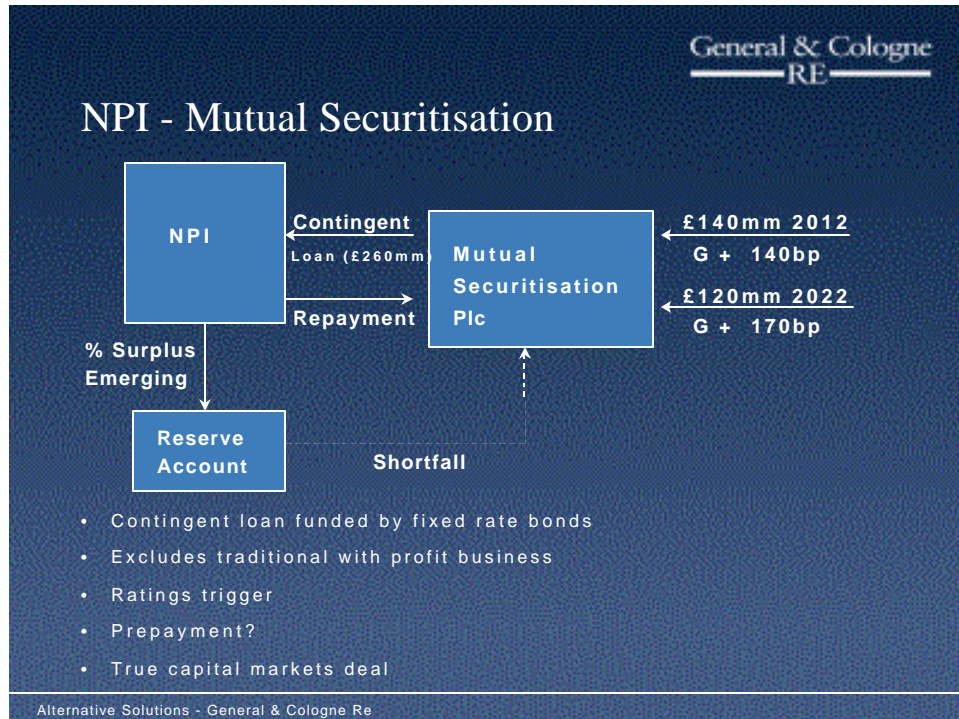 General & Cologne
RE
NPI - Mutual Securitisation
NPI
Contingent
Loan (£260mm)
Repayment
Mutual
Securitisation
Plc
£140mm 2012
G + 140bp
£120mm 2022
G + 170bp
% Surplus
Emerging
Reserve
Account
Shortfall
• Contingent loan funded by fixed rate bonds
• Excludes traditional with profit business
• Ratings trigger
• Prepayment?
• True capital markets deal
Alternative Solutions - General & Cologne Re